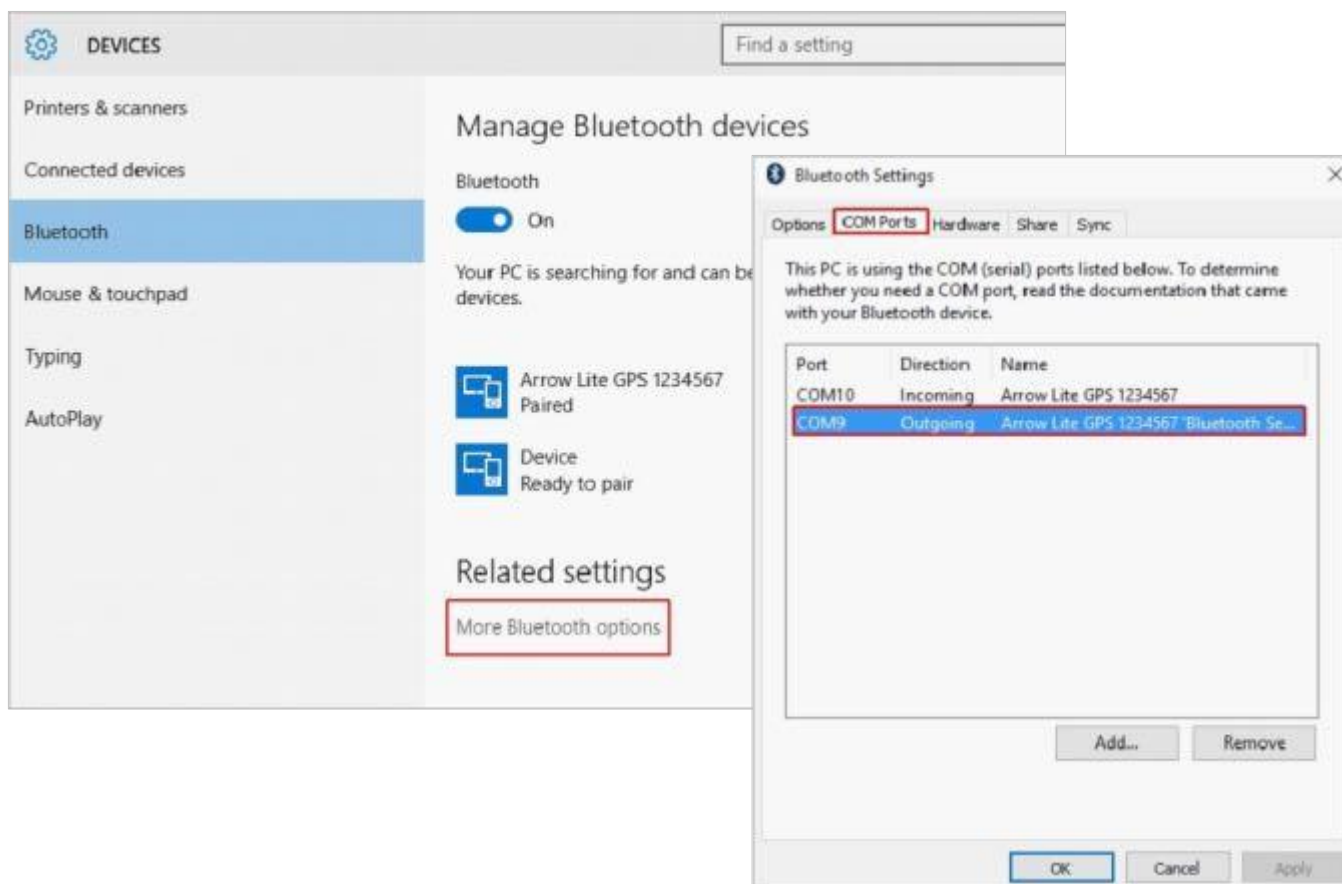 DEVICES
Find a setting
Printers & scanners
Connected devices
Bluetooth
Mouse & touchpad
Typing
AutoPlay
Manage Bluetooth devices
Bluetooth
On
Your PC is searching for and can be
devices.
Arrow Lite GPS 1234567
Paired
Device
Ready to pair
Related settings
More Bluetooth options
Bluetooth Settings
Options COM Ports Hardware Share Sync
This PC is using the COM (serial) ports listed below. To determine
whether you need a COM port, read the documentation that came
with your Bluetooth device.
Port Direction Name
COM10 Incoming Arrow Lite GPS 1234567
COM9 Outgoing Arrow Lite GPS 1234567 'Bluetooth Se...
Add... Remove
OK Cancel Apply